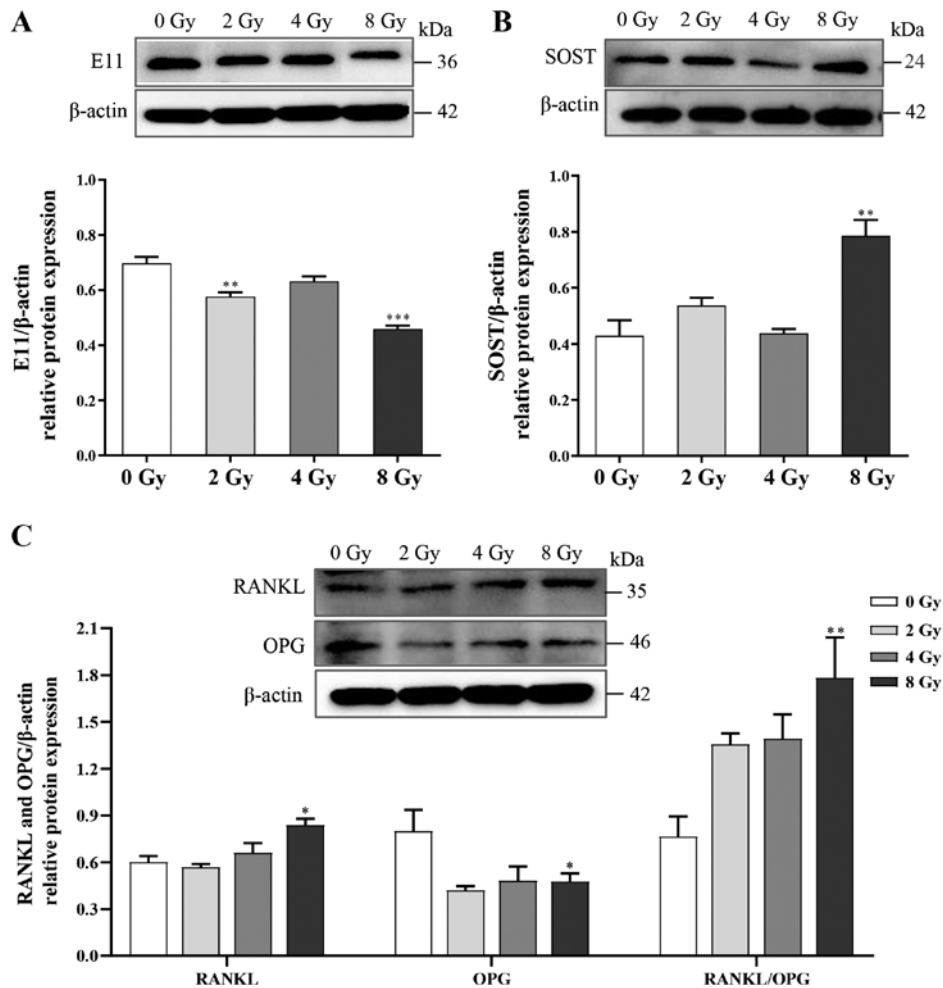 A
0 Gy 2 Gy 4 Gy 8 Gy kDa
E11 36
β-actin 42
1.0
0.8
0.6
0.4
0.2
0.0
E11/β-actin
relative protein expression
**
***
0 Gy 2 Gy 4 Gy 8 Gy
B
0 Gy 2 Gy 4 Gy 8 Gy kDa
SOST 24
β-actin 42
1.0
0.8
0.6
0.4
0.2
0.0
SOST/β-actin
relative protein expression
**
0 Gy 2 Gy 4 Gy 8 Gy
C
0 Gy 2 Gy 4 Gy 8 Gy kDa
RANKL 35
OPG 46
β-actin 42
0 Gy
2 Gy
4 Gy
8 Gy
2.1
1.8
1.5
1.2
0.9
0.6
0.3
0.0
RANKL and OPG/β-actin
relative protein expression
*
*
**
RANKL OPG RANKL/OPG